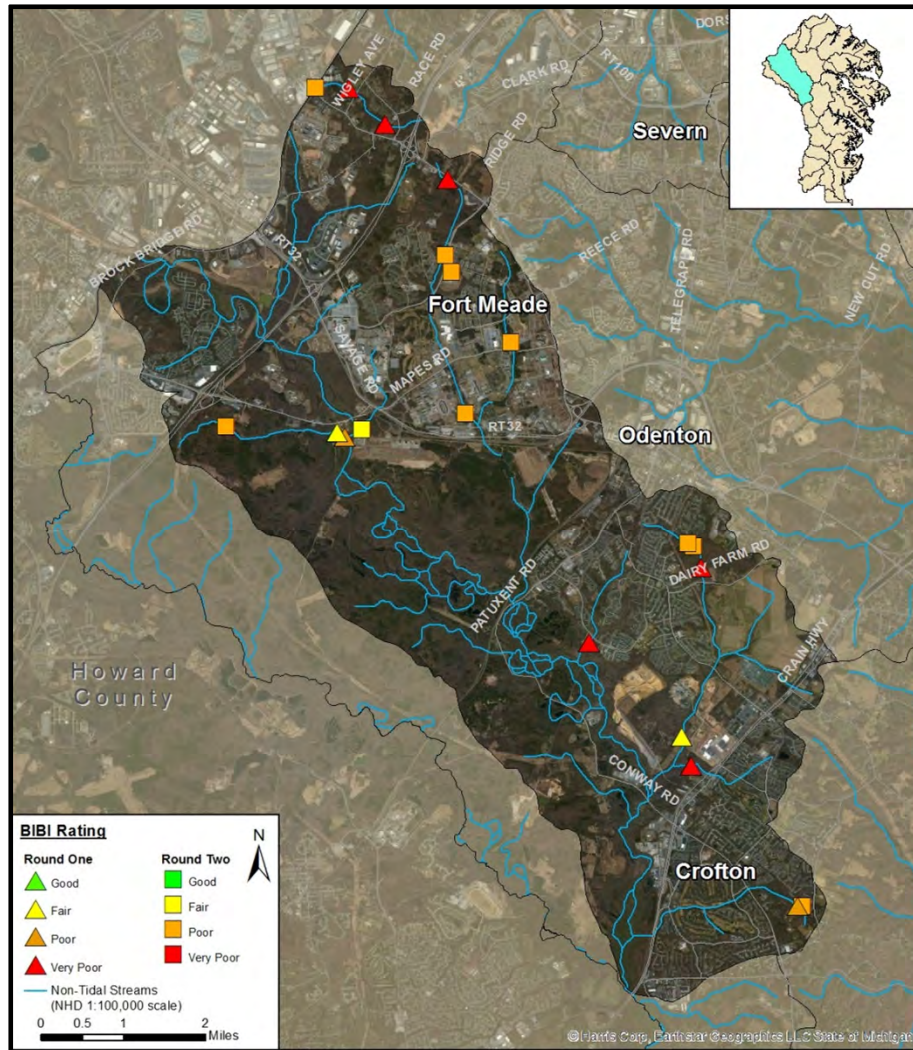 DORS
RAGE RD
WIGLEY AVE
CLARK RD
RT100
Severn
RIDGE RD
BROCK BRIDGE RD
RT32
REECE RD
TELEGRAPH RD
NEW CUT RD
Fort Meade
SAVAGE RD
MAPES RD
RT32
Odenton
DAIRY FARM RD
PATUXENT RD
CRAIN HWY
Howard
County
CONWAY RD
Crofton
BIBI Rating
N
Round One
Round Two
Good
Good
Fair
Fair
Poor
Poor
Very Poor
Very Poor
Non-Tidal Streams
(NHD 1:100,000 scale)
0 0.5 1 2
Miles
© Harris Corp, Earthstar Geographics LLC State of Michigan